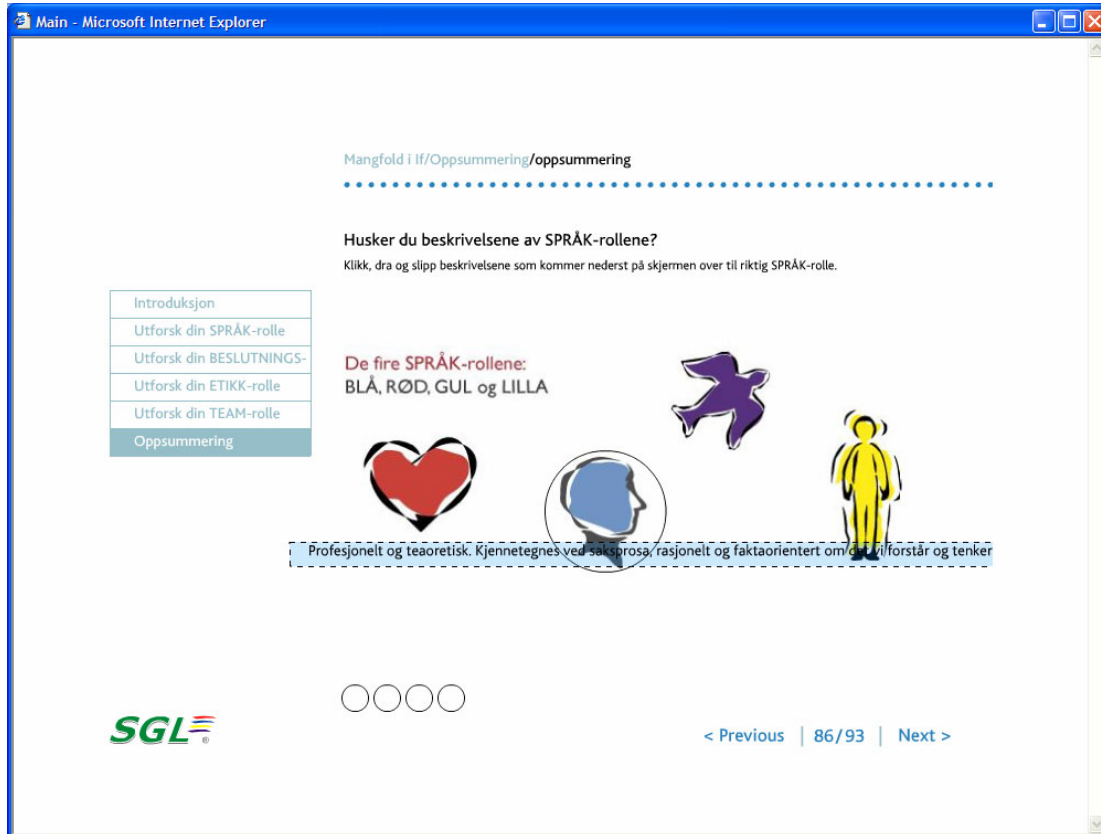 Main - Microsoft Internet Explorer
Mangfold i If/Oppsummering/oppsummering
Husker du beskrivelsene av SPRÅK-rollene?
Klikk, dra og slipp beskrivelsene som kommer nederst på skjermen over til riktig SPRÅK-rolle.
Introduksjon
Utforsk din SPRÅK-rolle
Utforsk din BESLUTNINGS-
Utforsk din ETIKK-rolle
Utforsk din TEAM-rolle
Oppsummering
De fire SPRÅK-rollene:
BLÅ, RØD, GUL og LILLA
Profesjonelt og teaoretisk. Kjennetegnes ved saksprosa, rasjonelt og faktaorientert om det vi forstår og tenker
SGL®
< Previous | 86/93 | Next >